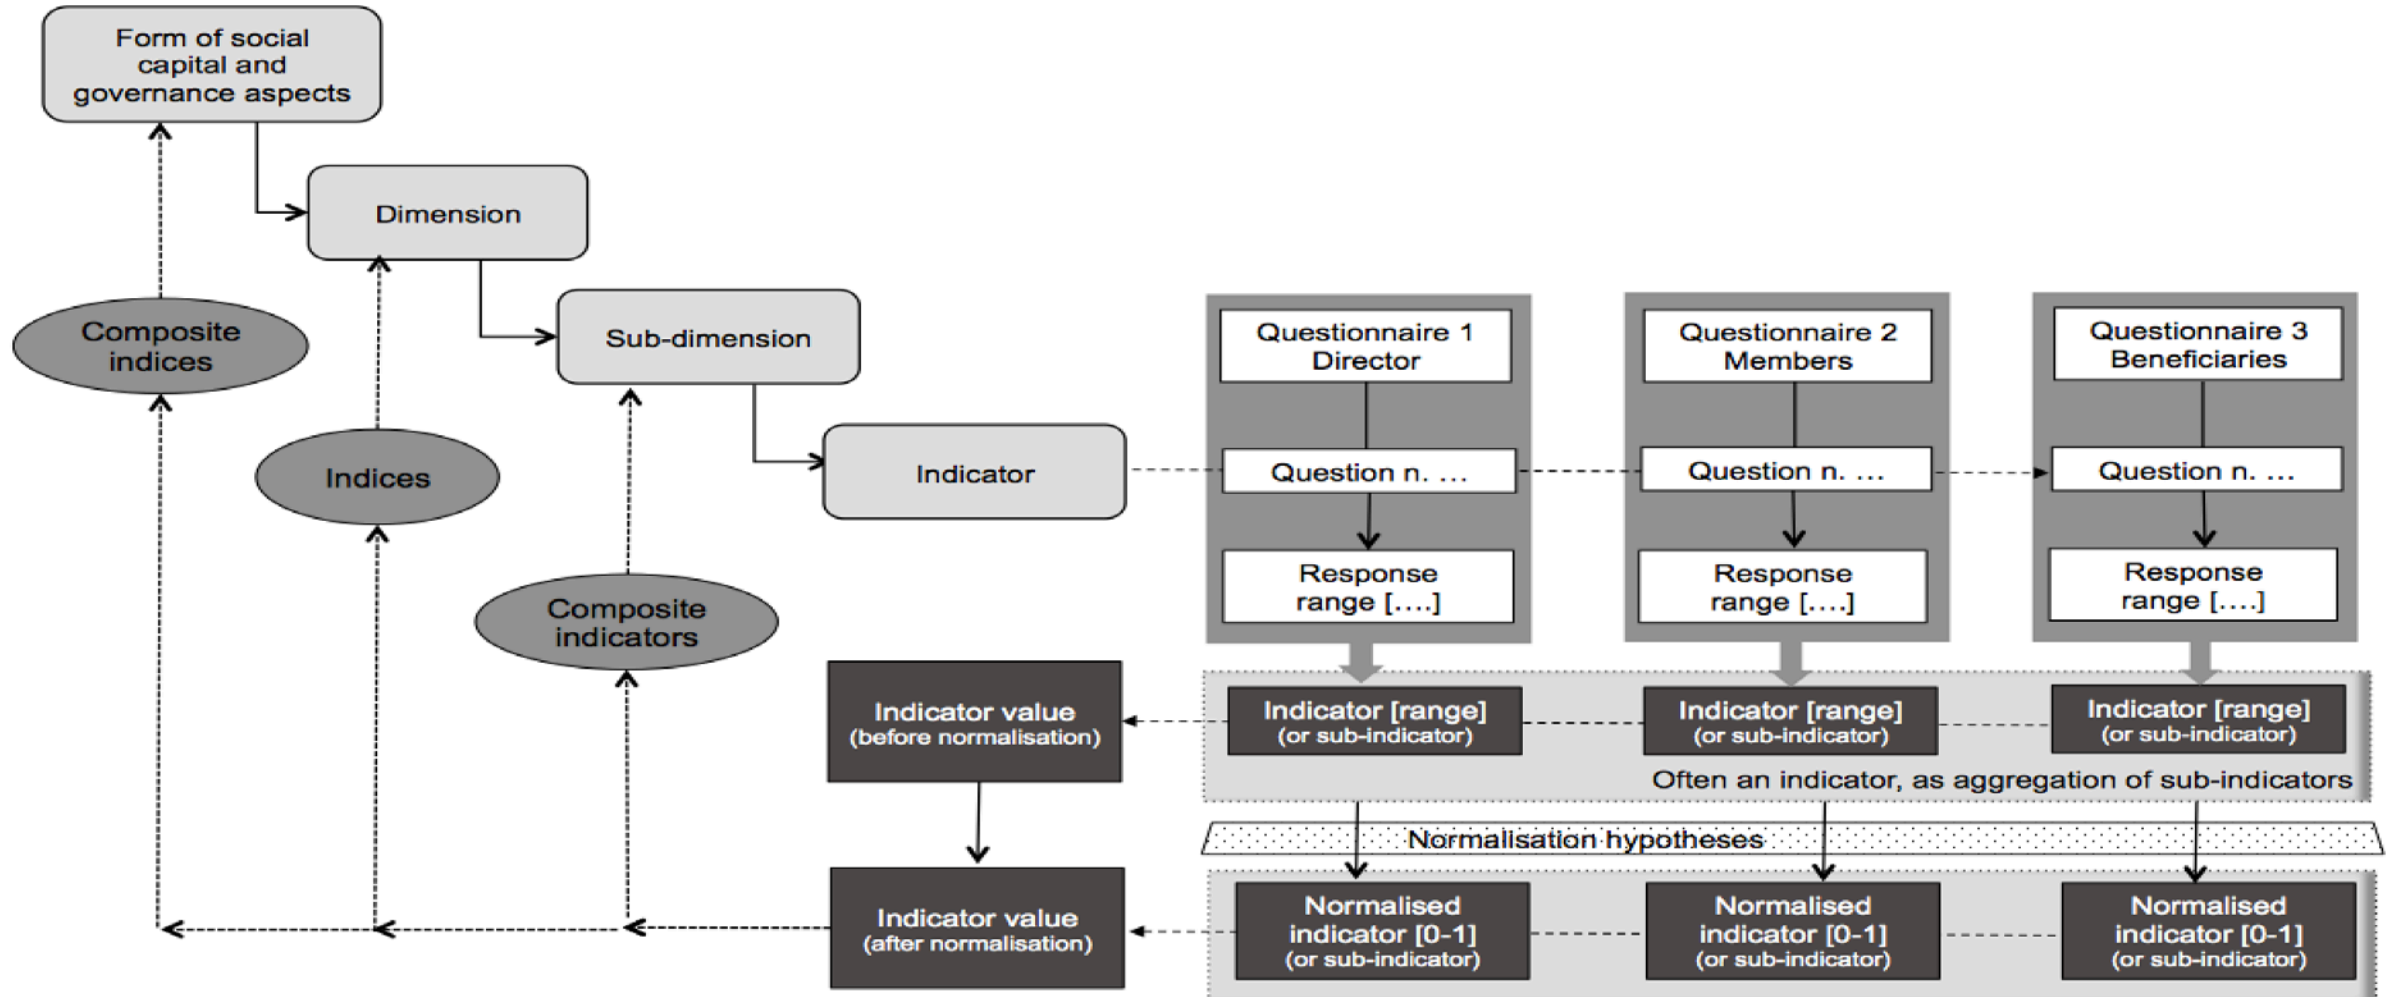 Form of social
capital and
governance aspects
Dimension
Sub-dimension
Indicator
Composite
indices
Indices
Composite
indicators
Questionnaire 1
Director
Question n. ...
Response
range [....]
Questionnaire 2
Members
Question n. ...
Response
range [....]
Questionnaire 3
Beneficiaries
Question n. ...
Response
range [....]
Indicator value
(before normalisation)
Indicator [range]
(or sub-indicator)
Indicator [range]
(or sub-indicator)
Indicator [range]
(or sub-indicator)
Often an indicator, as aggregation of sub-indicators
Normalisation hypotheses
Indicator value
(after normalisation)
Normalised
indicator [0-1]
(or sub-indicator)
Normalised
indicator [0-1]
(or sub-indicator)
Normalised
indicator [0-1]
(or sub-indicator)